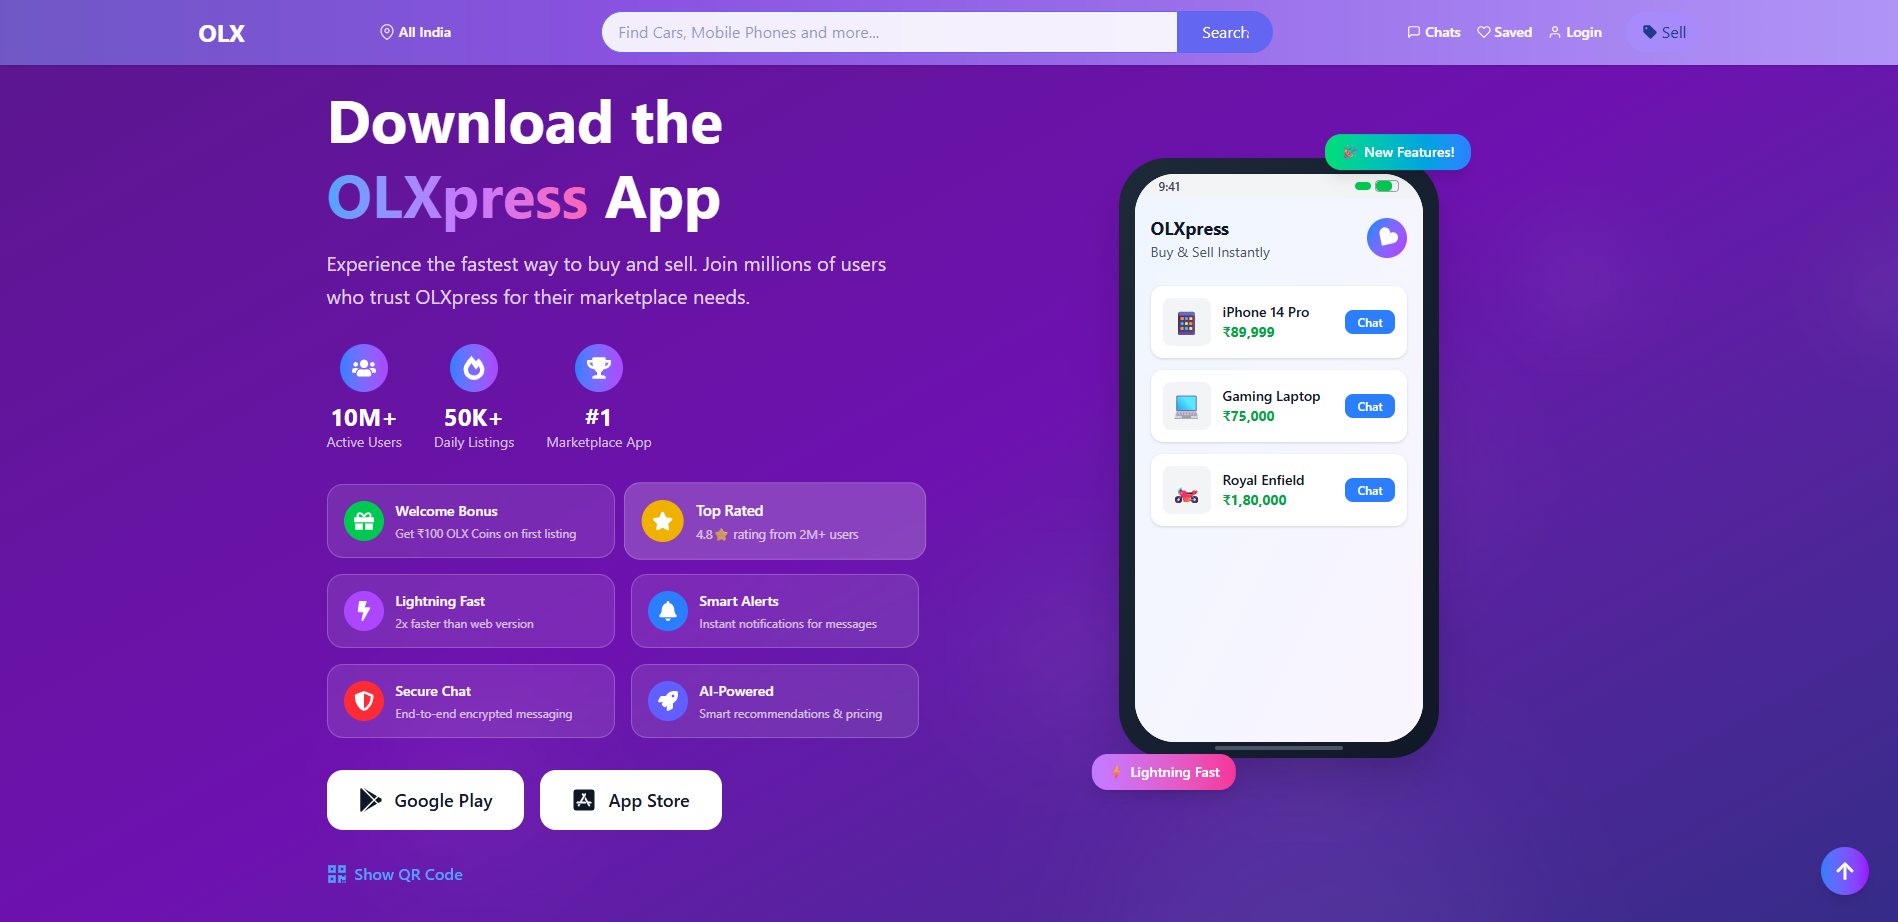 OLX
All India
Find Cars, Mobile Phones and more...
Search
Chats
Saved
Login
Sell
Download the
OLXpress App
Experience the fastest way to buy and sell. Join millions of users
who trust OLXpress for their marketplace needs.
10M+
Active Users
50K+
Daily Listings
#1
Marketplace App
Welcome Bonus
Get ₹100 OLX Coins on first listing
Top Rated
4.8⭐ rating from 2M+ users
Lightning Fast
2x faster than web version
Smart Alerts
Instant notifications for messages
Secure Chat
End-to-end encrypted messaging
AI-Powered
Smart recommendations & pricing
Google Play
App Store
Show QR Code
New Features!
9:41
OLXpress
Buy & Sell Instantly
iPhone 14 Pro
₹89,999
Chat
Gaming Laptop
₹75,000
Chat
Royal Enfield
₹1,80,000
Chat
Lightning Fast